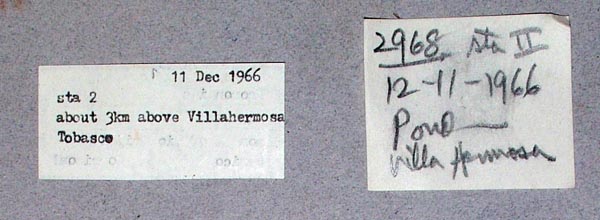 11 Dec 1966
sta 2
about 3km above Villahermosa
Tobasco
2968 sta II
12-11-1966
Pond
Villa Hermosa